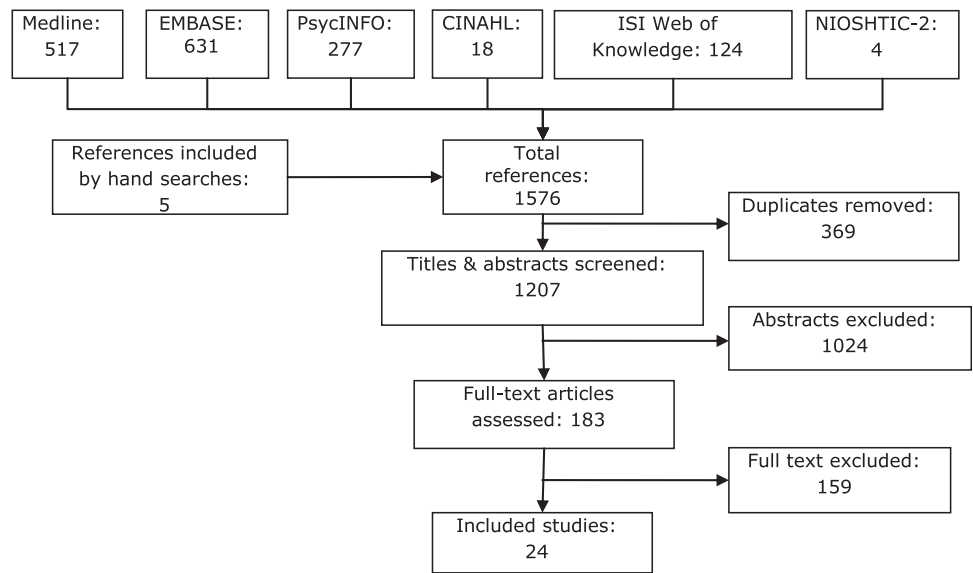 Medline:
517
EMBASE:
631
PsycINFO:
277
CINAHL:
18
ISI Web of
Knowledge: 124
NIOSHTIC-2:
4
References included
by hand searches:
5
Total
references:
1576
Duplicates removed:
369
Titles & abstracts screened:
1207
Abstracts excluded:
1024
Full-text articles
assessed: 183
Full text excluded:
159
Included studies:
24